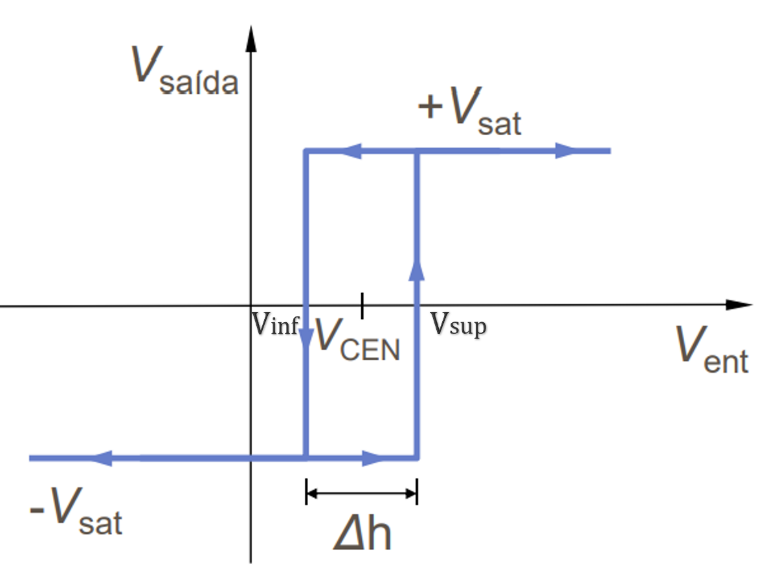 Vsaída
+Vsat
Vinf
VCEN
Vsup
Vent
-Vsat
Δh